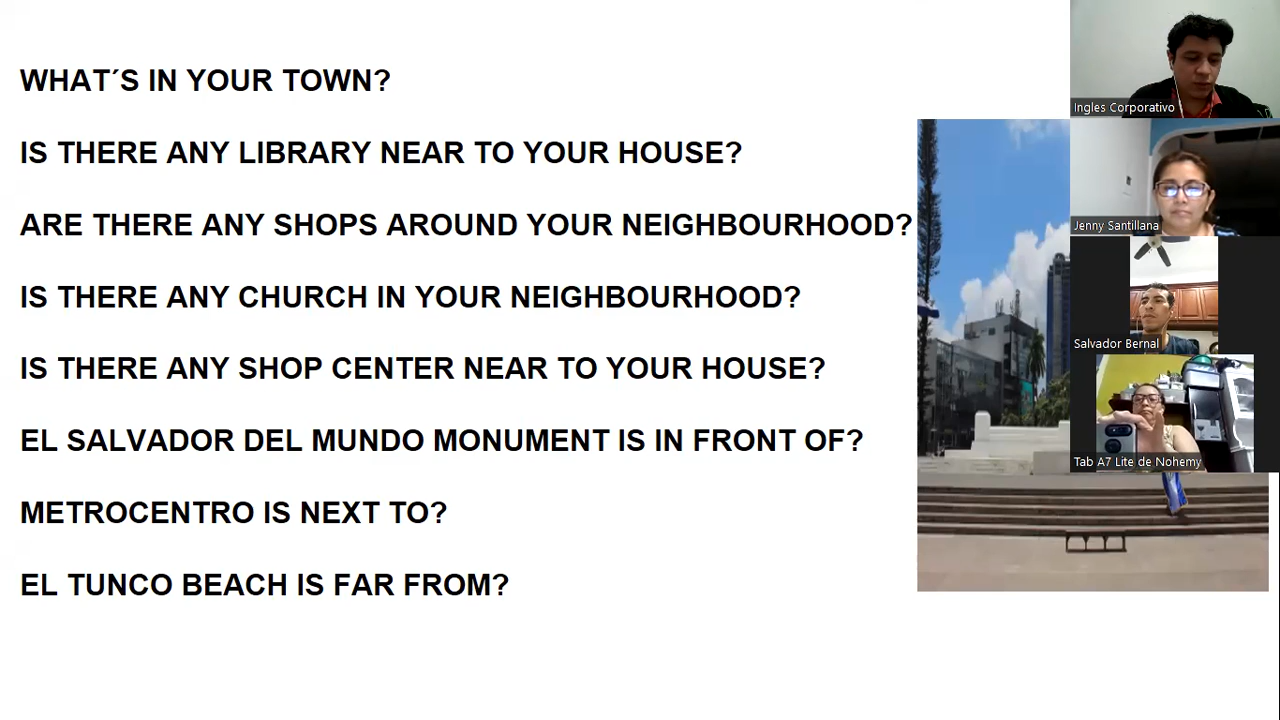 WHAT´S IN YOUR TOWN?
IS THERE ANY LIBRARY NEAR TO YOUR HOUSE?
ARE THERE ANY SHOPS AROUND YOUR NEIGHBOURHOOD?
IS THERE ANY CHURCH IN YOUR NEIGHBOURHOOD?
IS THERE ANY SHOP CENTER NEAR TO YOUR HOUSE?
EL SALVADOR DEL MUNDO MONUMENT IS IN FRONT OF?
METROCENTRO IS NEXT TO?
EL TUNCO BEACH IS FAR FROM?
Ingles Corporativo
Jenny Santillana
Salvador Bernal
Tab A7 Lite de Nohemy